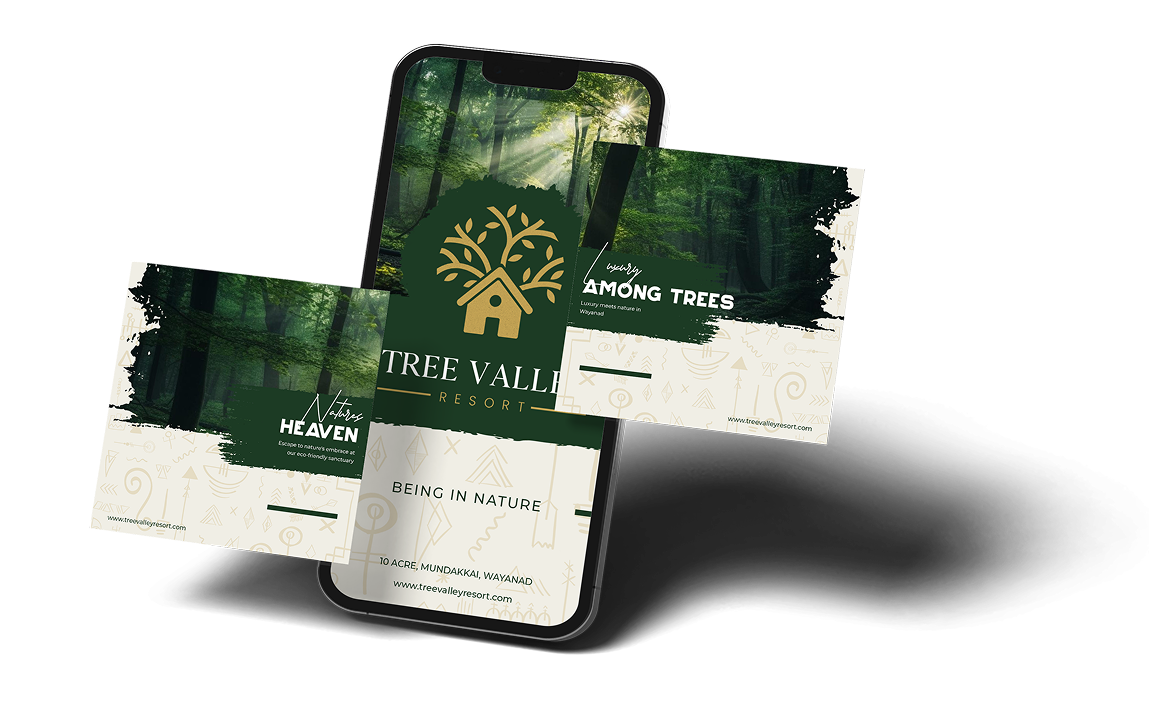 TREE VALLE
RESORT
BEING IN NATURE
10 ACRE, MUNDAKKAI, WAYANAD
www.treevalleyresort.com
Natures
HEAVEN
Escape to nature's embrace at
our eco-friendly sanctuary
www.treevalleyresort.com
Luxury
AMONG TREES
Luxury meets nature in
Wayanad
www.treevalleyresort.com